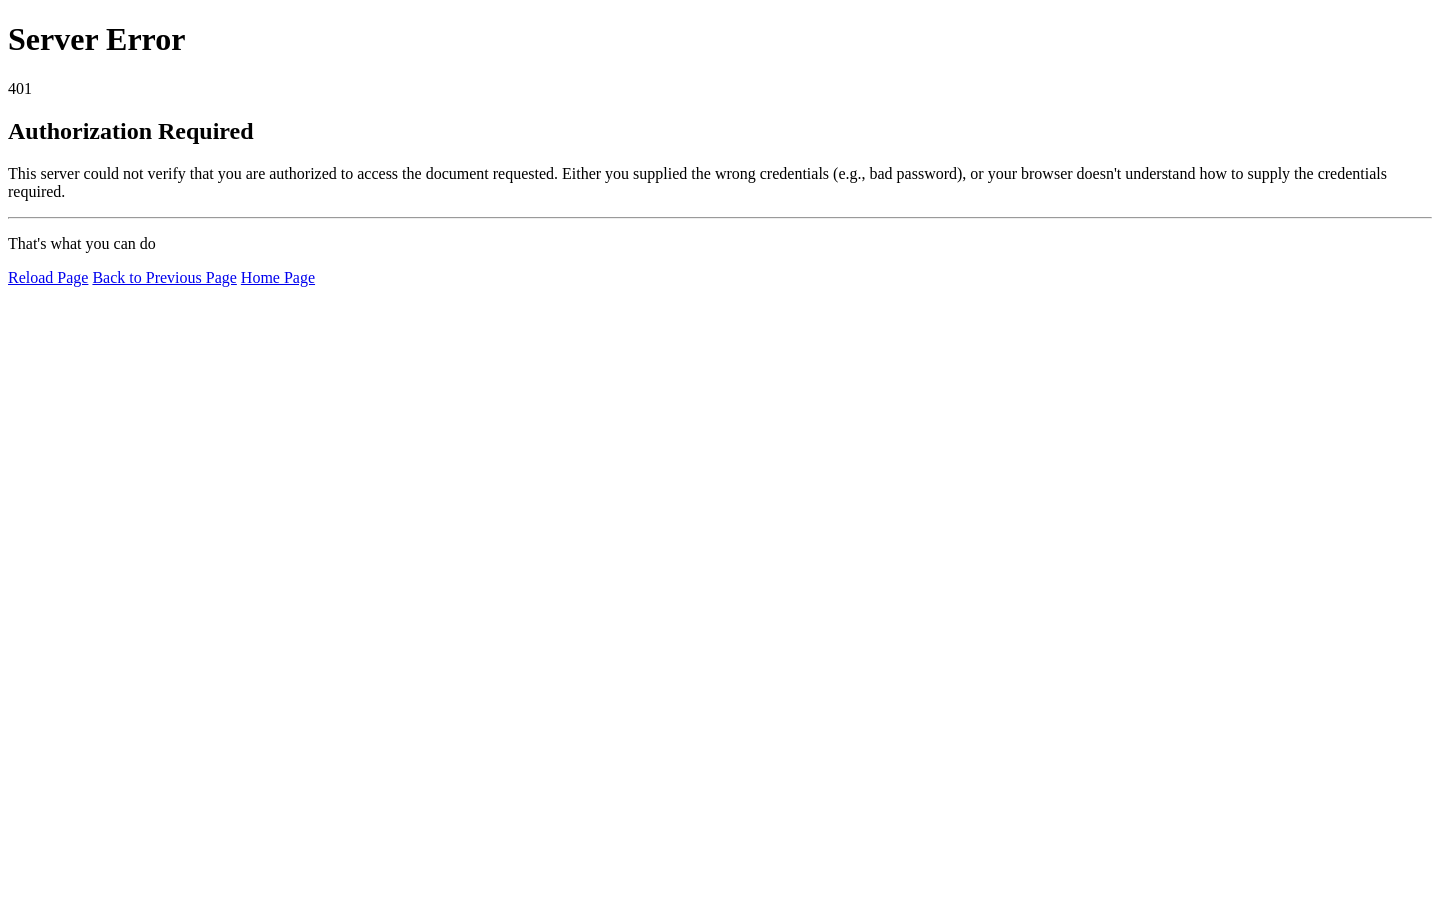 Server Error
401
Authorization Required
This server could not verify that you are authorized to access the document requested. Either you supplied the wrong credentials (e.g., bad password), or your browser doesn't understand how to supply the credentials
required.
That's what you can do
Reload Page Back to Previous Page Home Page